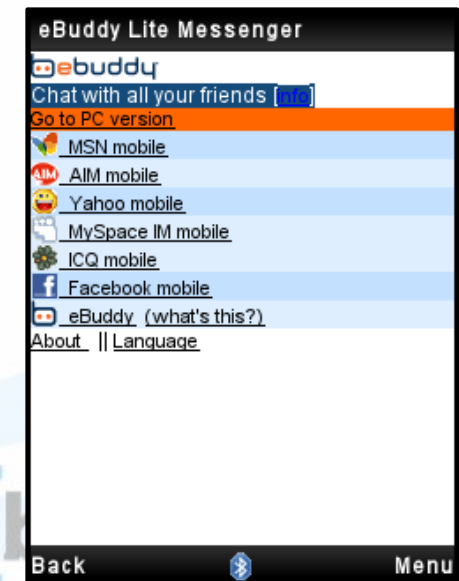 eBuddy Lite Messenger
ebuddy
Chat with all your friends [info]
Go to PC version
MSN mobile
AIM AIM mobile
Yahoo mobile
MySpace IM mobile
ICQ mobile
f Facebook mobile
eBuddy (what's this?)
About || Language
Back Menu